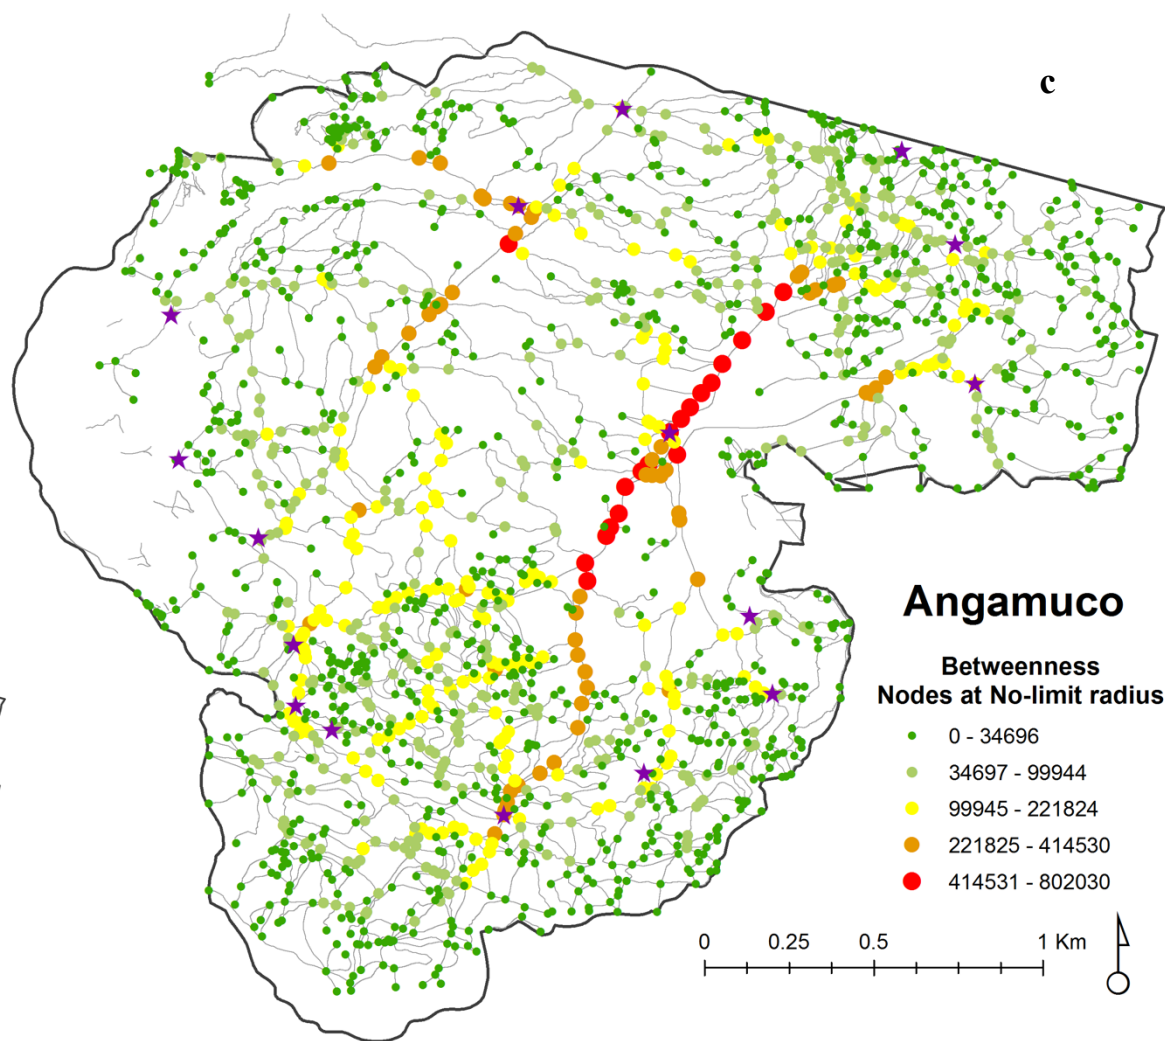 c
Angamuco
Betweenness
Nodes at No-limit radius
0 - 34696
34697 - 99944
99945 - 221824
221825 - 414530
414531 - 802030
0 0.25 0.5 1 Km